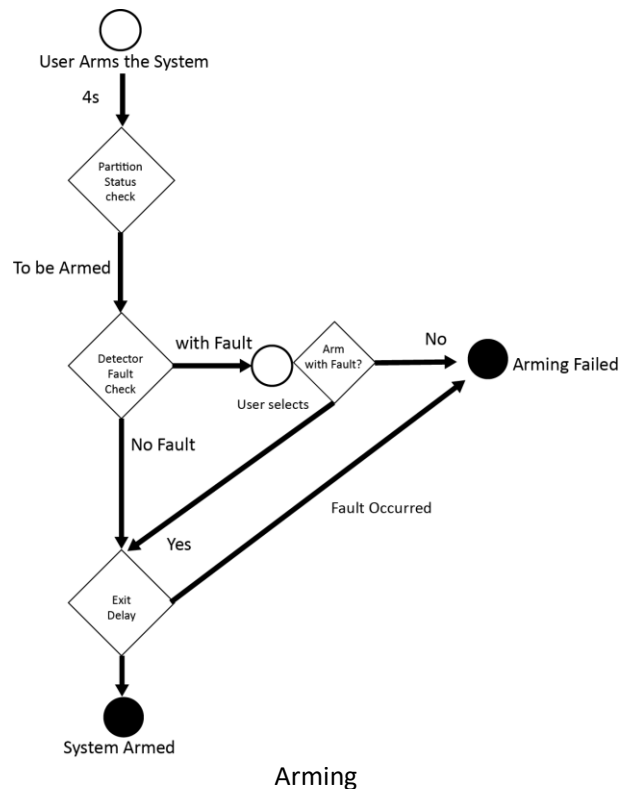 User Arms the System
4s
Partition
Status
check
To be Armed
Detector
Fault
Check
with Fault
User selects
Arm
with Fault?
No
Arming Failed
No Fault
Yes
Fault Occurred
Exit
Delay
System Armed
Arming